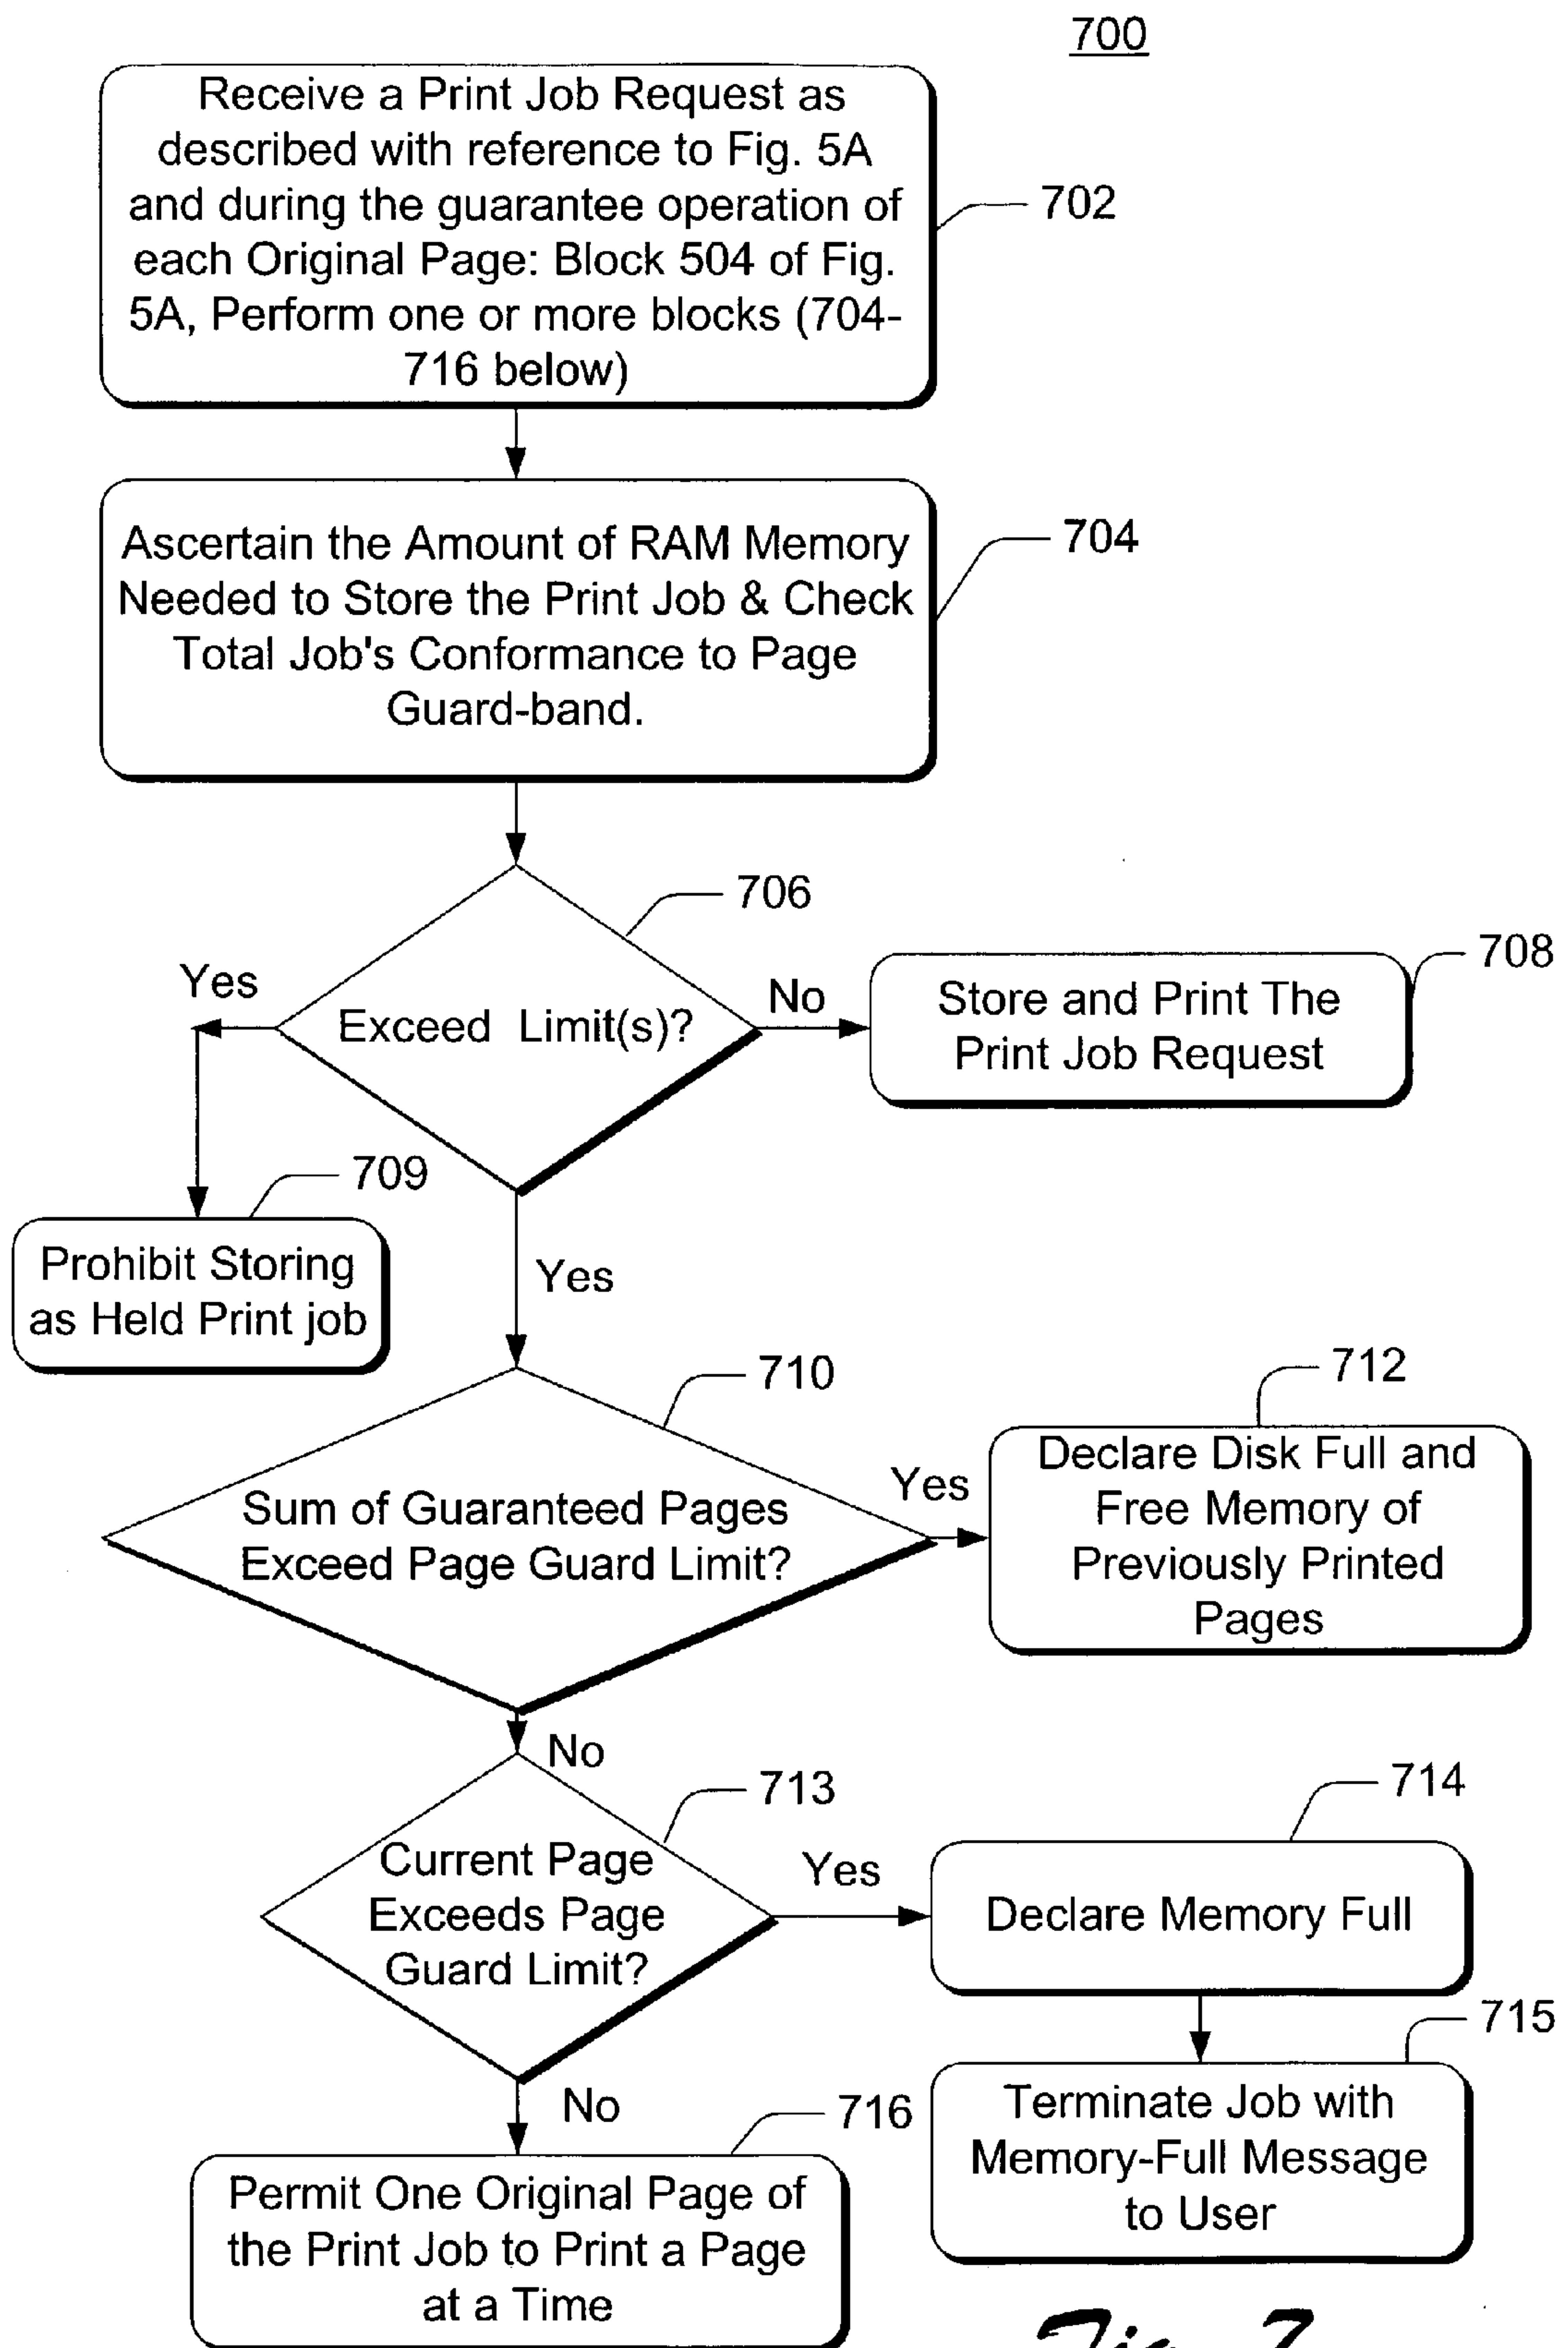 700
Receive a Print Job Request as
described with reference to Fig. 5A
and during the guarantee operation of
each Original Page: Block 504 of Fig.
5A, Perform one or more blocks (704-
716 below)
702
Ascertain the Amount of RAM Memory
Needed to Store the Print Job & Check
Total Job's Conformance to Page
Guard-band.
704
706
Exceed Limit(s)?
Yes
No
708
Store and Print The
Print Job Request
709
Prohibit Storing
as Held Print job
Yes
710
Sum of Guaranteed Pages
Exceed Page Guard Limit?
Yes
712
Declare Disk Full and
Free Memory of
Previously Printed
Pages
No
713
Current Page
Exceeds Page
Guard Limit?
Yes
714
Declare Memory Full
715
Terminate Job with
Memory-Full Message
to User
No
716
Permit One Original Page of
the Print Job to Print a Page
at a Time
Fig. 7